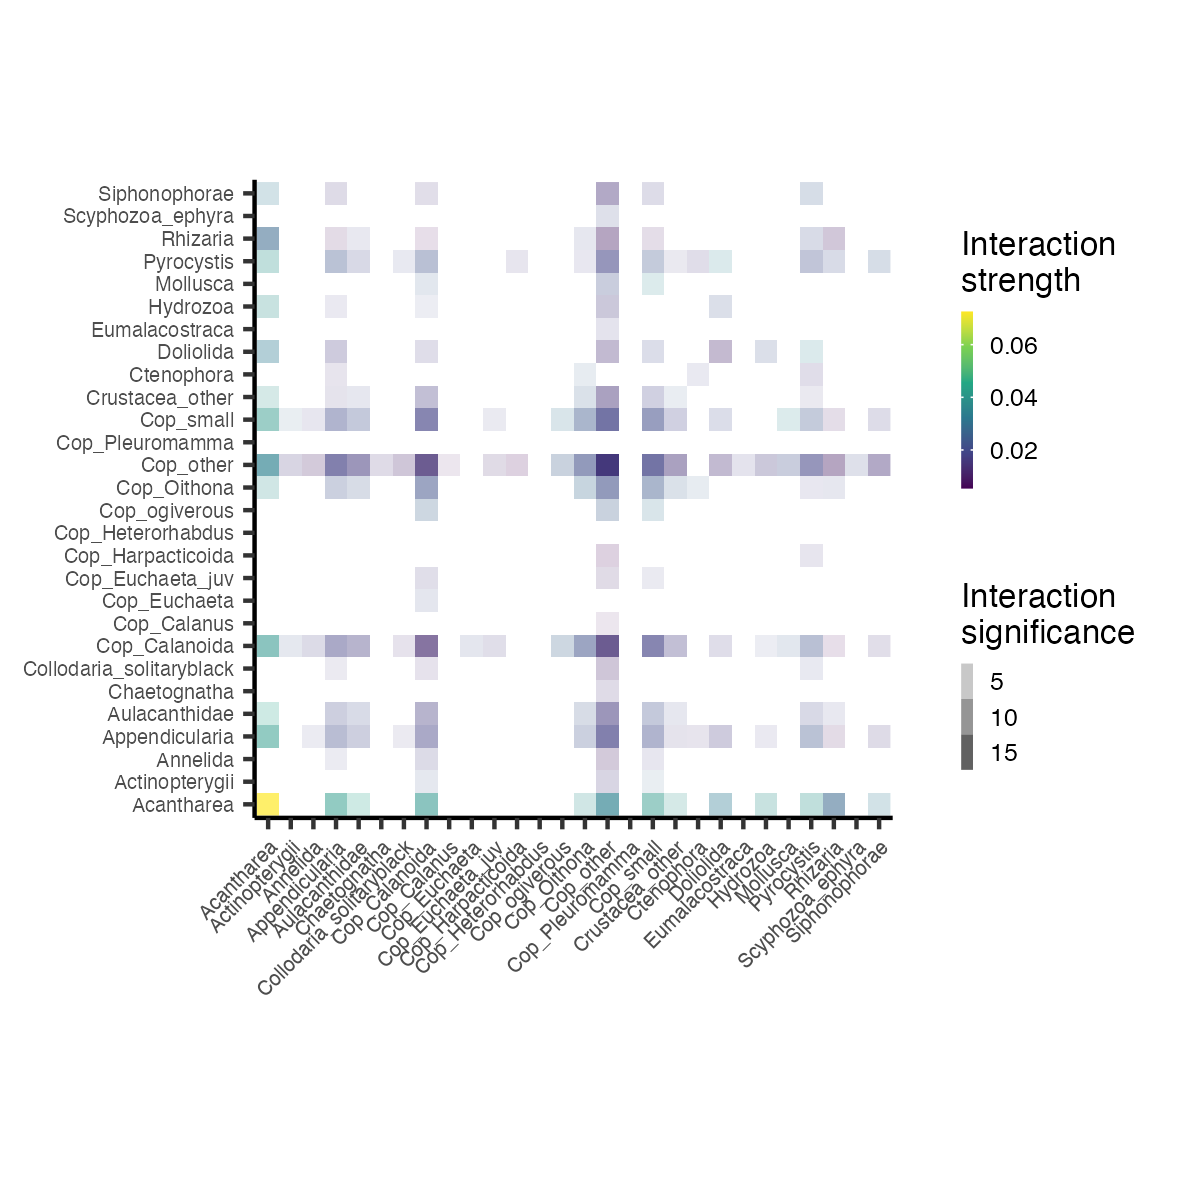 Siphonophorae
Scyphozoa_ephyra
Rhizaria
Pyrocystis
Mollusca
Hydrozoa
Eumalacostraca
Doliolida
Ctenophora
Crustacea_other
Cop_small
Cop_Pleuromamma
Cop_other
Cop_Oithona
Cop_ogiverous
Cop_Heterorhabdus
Cop_Harpacticoida
Cop_Euchaeta_juv
Cop_Euchaeta
Cop_Calanus
Cop_Calanoida
Collodaria_solitaryblack
Chaetognatha
Aulacanthidae
Appendicularia
Annelida
Actinopterygii
Acantharea
Acantharea
Actinopterygii
Annelida
Appendicularia
Aulacanthidae
Chaetognatha
Collodaria_solitaryblack
Cop_Calanoida
Cop_Calanus
Cop_Euchaeta
Cop_Euchaeta_juv
Cop_Harpacticoida
Cop_Heterorhabdus
Cop_ogiverous
Cop_Oithona
Cop_other
Cop_Pleuromamma
Cop_small
Crustacea_other
Ctenophora
Doliolida
Eumalacostraca
Hydrozoa
Mollusca
Pyrocystis
Rhizaria
Scyphozoa_ephyra
Siphonophorae
Interaction
strength
0.06
0.04
0.02
Interaction
significance
5
10
15